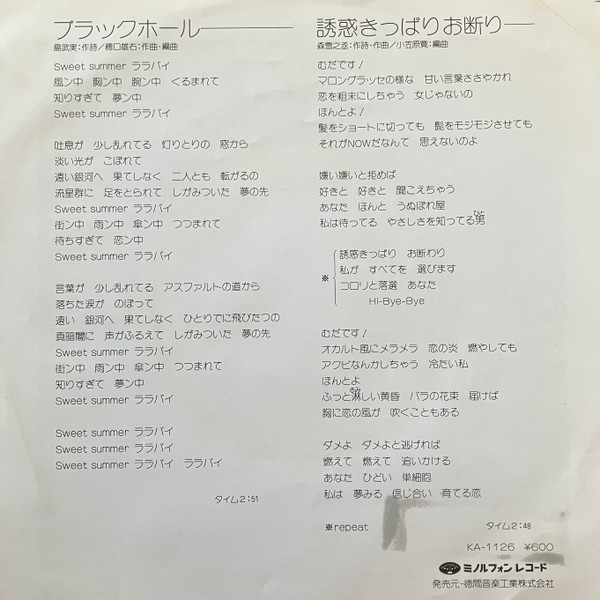 ブラックホール
島武実:作詩/樋口雄右:作曲・編曲
Sweet summer ララバイ
風ン中 胸ン中 腕ン中 くるまれて
知りすぎて 夢ン中
Sweet summer ララバイ
吐息が 少し乱れてる 灯りとりの 窓から
淡い光が こぼれて
遠い銀河へ 果てしなく 二人とも 転がるの
流星群に 足をとられて しがみついた 夢の先
Sweet summer ララバイ
街ン中 雨ン中 傘ン中 つつまれて
待ちすぎて 恋ン中
Sweet summer ララバイ
言葉が 少し乱れてる アスファルトの道から
落ちた涙が のぼって
遠い 銀河へ 果てしなく ひとりでに飛びたつの
真暗闇に 声がふるえて しがみついた 夢の先
Sweet summer ララバイ
街ン中 雨ン中 傘ン中 つつまれて
知りすぎて 夢ン中
Sweet summer ララバイ
Sweet summer ララバイ
Sweet summer ララバイ
Sweet summer ララバイ ララバイ
タイム2:51
誘惑きっぱりお断り
森雪之丞:作詩・作曲/小笠原寛:編曲
むだです!
マロングラッセの様な 甘い言葉ささやかれ
恋を粗末にしちゃう 女じゃないの
ほんとよ!
髪をショートに切っても 髭をモジモジさせても
それがNOWだなんて 思えないのよ
嫌い嫌いと拒めば
好きと 好きと 聞こえちゃう
あなた ほんと うぬぼれ屋
私は待ってる やさしさを知ってる男
※ 誘惑きっぱり お断わり
私が すべてを 選びます
コロリと落選 あなた
Hi-Bye-Bye
むだです!
オカルト風にメラメラ 恋の炎 燃やしても
アクビなんかしちゃう 冷たい私
ほんとよ
ふっと淋しい黄昏 バラの花束 届けば
胸に恋の風が 吹くこともある
ダメよ ダメよと逃げれば
燃えて 燃えて 追いかける
あなた ひどい 単細胞
私は 夢みる 信じ合い 育てる恋
※repeat タイム2:48
KA-1126 ¥600
ミノルフォン レコード
発売元-徳間音楽工業株式会社